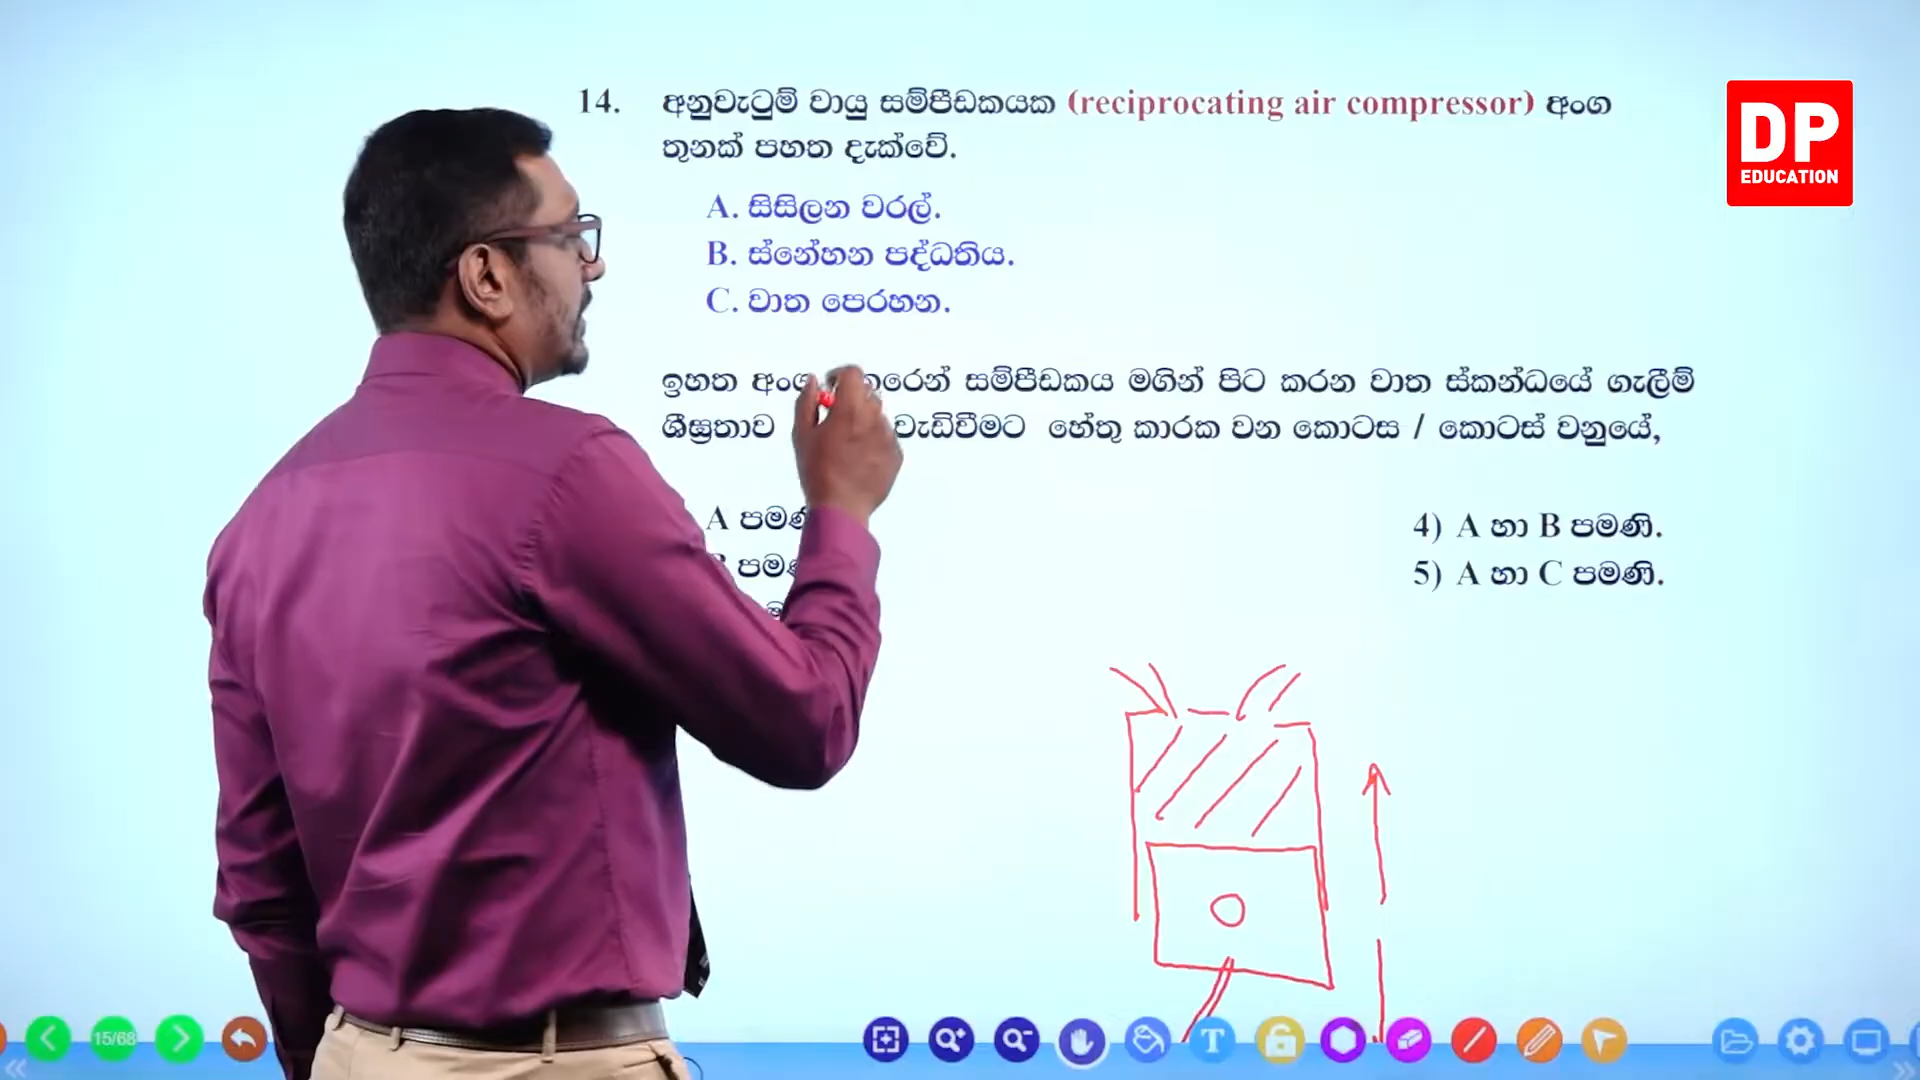 14. අනුවැටුම් වායු සම්පීඩකයක (reciprocating air compressor) අංග
තුනක් පහත දැක්වේ.
A. සිසිලන වරල්.
B. ස්නේහන පද්ධතිය.
C. වාත පෙරහන.
ඉහත සම්පීඩකය මගින් පිට කරන වාත ස්කන්ධයේ ගැලීම්
ශීඝ්‍රතාව වැඩිවීමට හේතු කාරක වන කොටස / කොටස් වනුයේ,
A
4) A හා B පමණි.
5) A හා C පමණි.
DP
EDUCATION
15/68
T